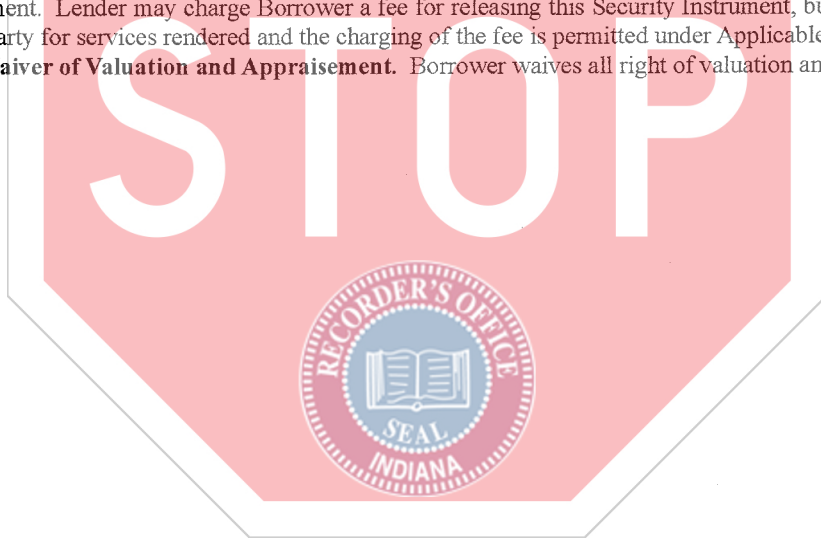 ment. Lender may charge Borrower a fee for releasing this Security Instrument, bu
arty for services rendered and the charging of the fee is permitted under Applicable
aiver of Valuation and Appraisement. Borrower waives all right of valuation an
STOP
RECORDER'S OFFICE
SEAL
INDIANA